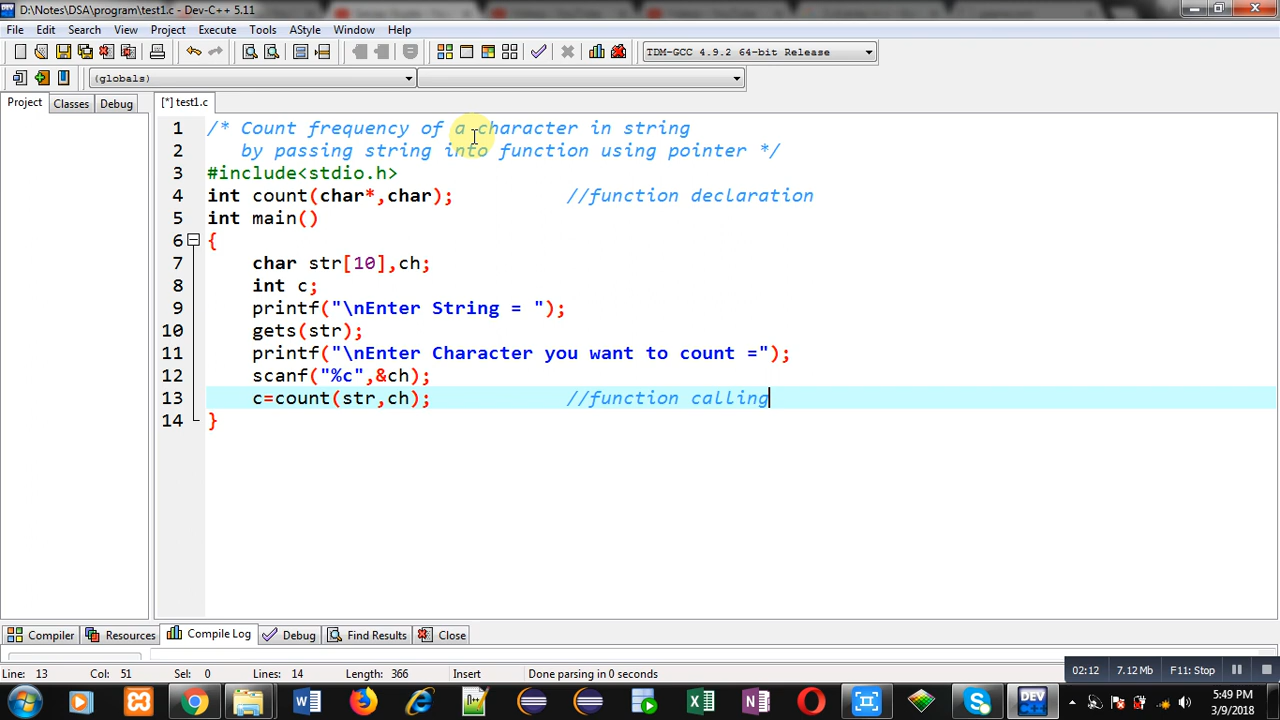 D:\Notes\DSA\program\test1.c - Dev-C++ 5.11
File Edit Search View Project Execute Tools AStyle Window Help
TDM-GCC 4.9.2 64-bit Release
(globals)
Project Classes Debug [*] test1.c
1 /* Count frequency of a character in string
2 by passing string into function using pointer */
3 #include<stdio.h>
4 int count(char*,char); //function declaration
5 int main()
6 {
7 char str[10],ch;
8 int c;
9 printf("\nEnter String = ");
10 gets(str);
11 printf("\nEnter Character you want to count =");
12 scanf("%c",&ch);
13 c=count(str,ch); //function calling
14 }
Compiler Resources Compile Log Debug Find Results Close
Line: 13 Col: 51 Sel: 0 Lines: 14 Length: 366 Insert Done parsing in 0 seconds
02:12 7.12 Mb F11: Stop
DEV
5:49 PM
3/9/2018